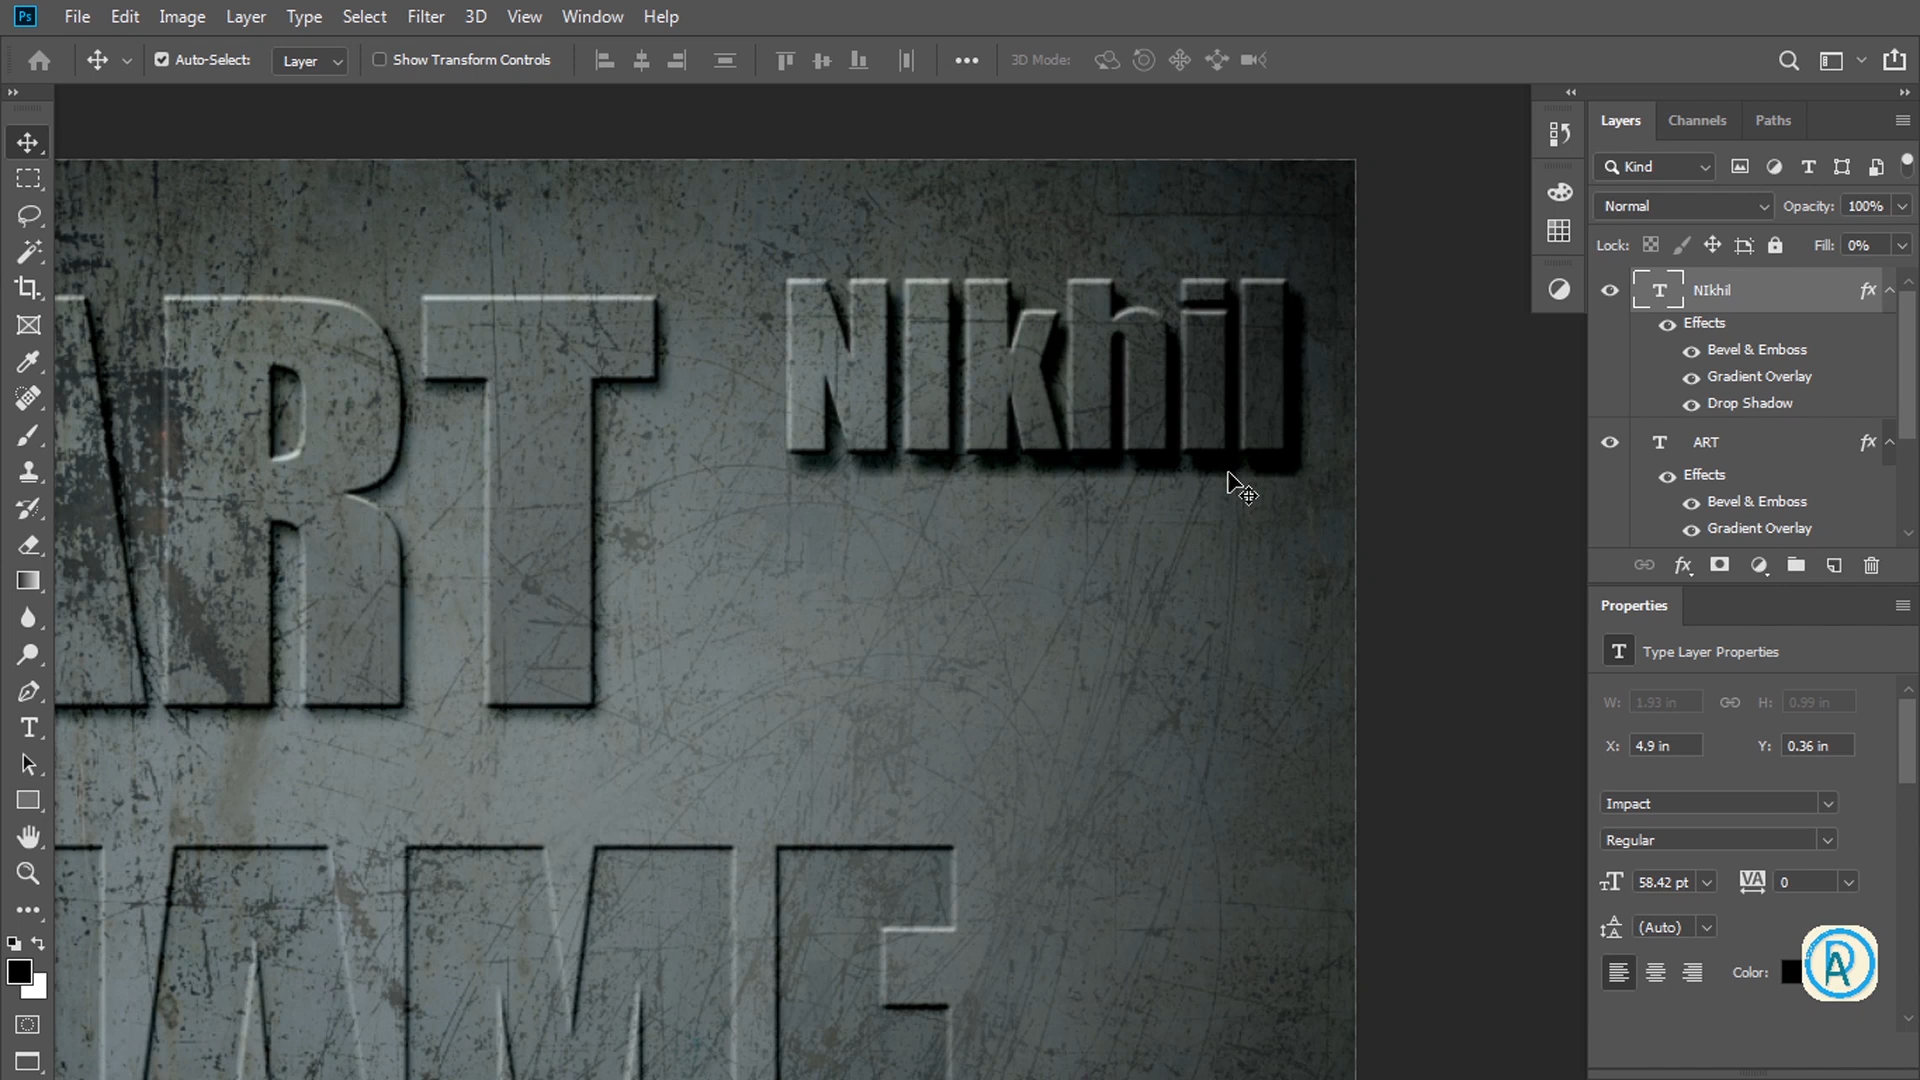 Ps File Edit Image Layer Type Select Filter 3D View Window Help
Auto-Select: Layer Show Transform Controls 3D Mode:
Layers Channels Paths
Kind
Normal Opacity: 100%
Lock: Fill: 0%
T NIkhil fx
Effects
Bevel & Emboss
Gradient Overlay
Drop Shadow
T ART fx
Effects
Bevel & Emboss
Gradient Overlay
fx
Properties
T Type Layer Properties
W: 1.93 in H: 0.99 in
X: 4.9 in Y: 0.36 in
Impact
Regular
58.42 pt VA 0
(Auto)
Color:
NIkhil
ART
AME